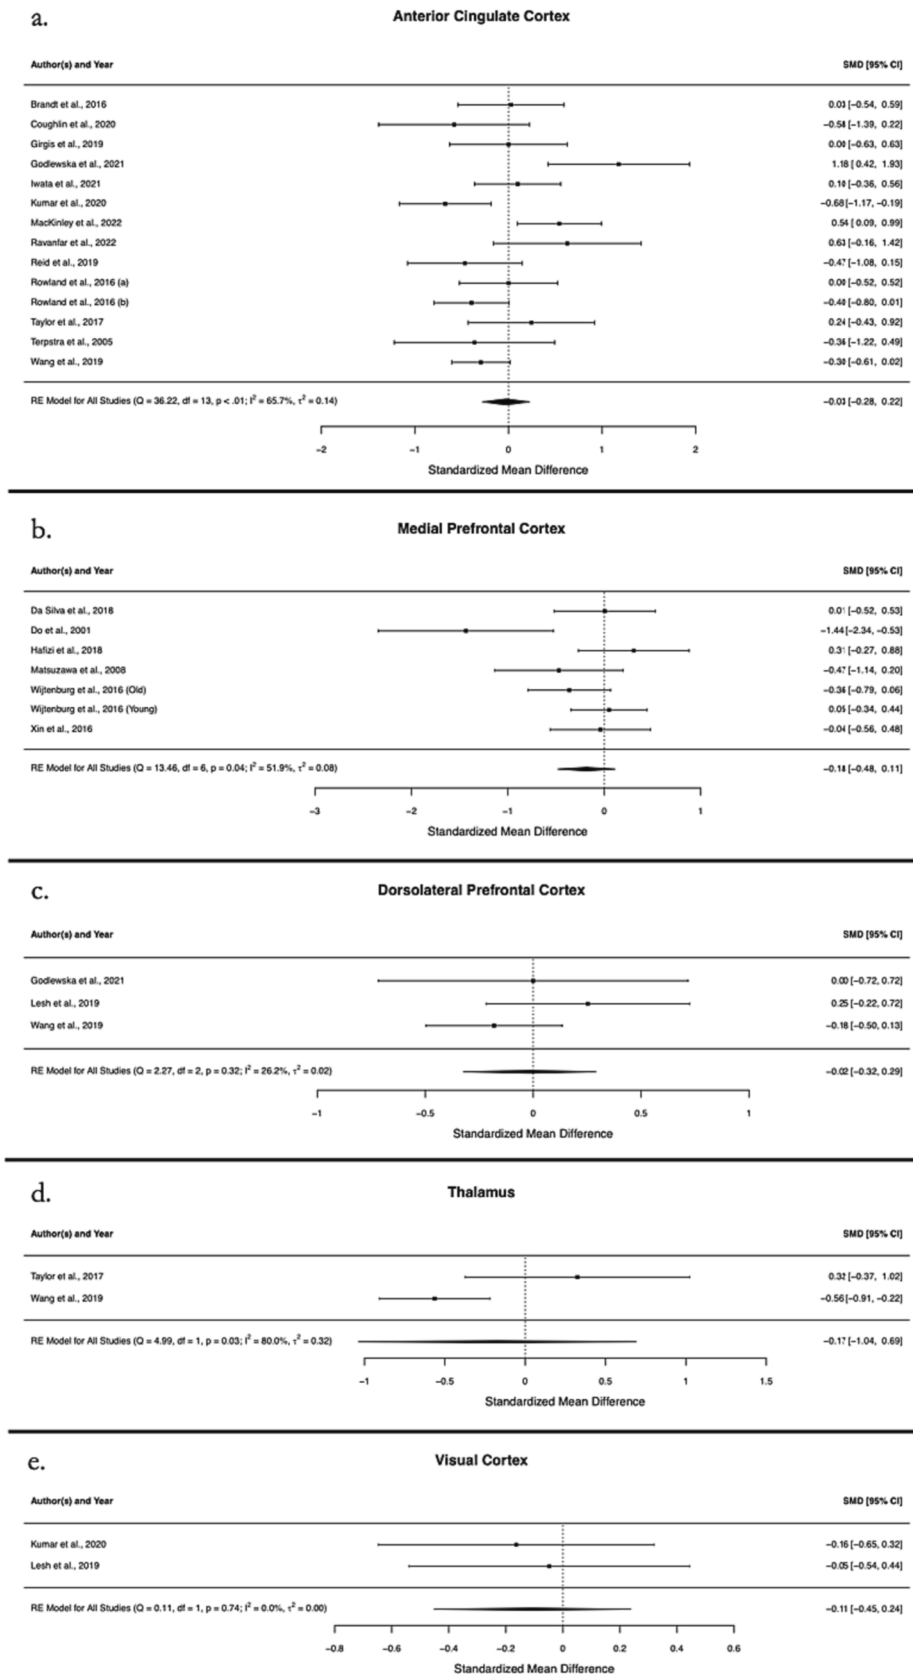 a.
Anterior Cingulate Cortex
Author(s) and Year SMD [95% CI]
Brandt et al., 2016 0.03 [−0.54, 0.59]
Coughlin et al., 2020 −0.58 [−1.39, 0.22]
Girgis et al., 2019 0.00 [−0.63, 0.63]
Godlewska et al., 2021 1.18 [ 0.42, 1.93]
Iwata et al., 2021 0.10 [−0.36, 0.56]
Kumar et al., 2020 −0.68 [−1.17, −0.19]
MacKinley et al., 2022 0.54 [ 0.09, 0.99]
Ravanfar et al., 2022 0.63 [−0.16, 1.42]
Reid et al., 2019 −0.47 [−1.08, 0.15]
Rowland et al., 2016 (a) 0.00 [−0.52, 0.52]
Rowland et al., 2016 (b) −0.40 [−0.80, 0.01]
Taylor et al., 2017 0.24 [−0.43, 0.92]
Terpstra et al., 2005 −0.36 [−1.22, 0.49]
Wang et al., 2019 −0.30 [−0.61, 0.02]
RE Model for All Studies (Q = 36.22, df = 13, p < .01; I² = 65.7%, τ² = 0.14) −0.03 [−0.28, 0.22]
−2 −1 0 1 2
Standardized Mean Difference
b.
Medial Prefrontal Cortex
Author(s) and Year SMD [95% CI]
Da Silva et al., 2018 0.01 [−0.52, 0.53]
Do et al., 2001 −1.44 [−2.34, −0.53]
Hafizi et al., 2018 0.31 [−0.27, 0.88]
Matsuzawa et al., 2008 −0.47 [−1.14, 0.20]
Wijtenburg et al., 2016 (Old) −0.36 [−0.79, 0.06]
Wijtenburg et al., 2016 (Young) 0.05 [−0.34, 0.44]
Xin et al., 2016 −0.04 [−0.56, 0.48]
RE Model for All Studies (Q = 13.46, df = 6, p = 0.04; I² = 51.9%, τ² = 0.08) −0.18 [−0.48, 0.11]
−3 −2 −1 0 1
Standardized Mean Difference
c.
Dorsolateral Prefrontal Cortex
Author(s) and Year SMD [95% CI]
Godlewska et al., 2021 0.00 [−0.72, 0.72]
Lesh et al., 2019 0.25 [−0.22, 0.72]
Wang et al., 2019 −0.18 [−0.50, 0.13]
RE Model for All Studies (Q = 2.27, df = 2, p = 0.32; I² = 26.2%, τ² = 0.02) −0.02 [−0.32, 0.29]
−1 −0.5 0 0.5 1
Standardized Mean Difference
d.
Thalamus
Author(s) and Year SMD [95% CI]
Taylor et al., 2017 0.32 [−0.37, 1.02]
Wang et al., 2019 −0.56 [−0.91, −0.22]
RE Model for All Studies (Q = 4.99, df = 1, p = 0.03; I² = 80.0%, τ² = 0.32) −0.17 [−1.04, 0.69]
−1 −0.5 0 0.5 1 1.5
Standardized Mean Difference
e.
Visual Cortex
Author(s) and Year SMD [95% CI]
Kumar et al., 2020 −0.16 [−0.65, 0.32]
Lesh et al., 2019 −0.05 [−0.54, 0.44]
RE Model for All Studies (Q = 0.11, df = 1, p = 0.74; I² = 0.0%, τ² = 0.00) −0.11 [−0.45, 0.24]
−0.8 −0.6 −0.4 −0.2 0 0.2 0.4 0.6
Standardized Mean Difference